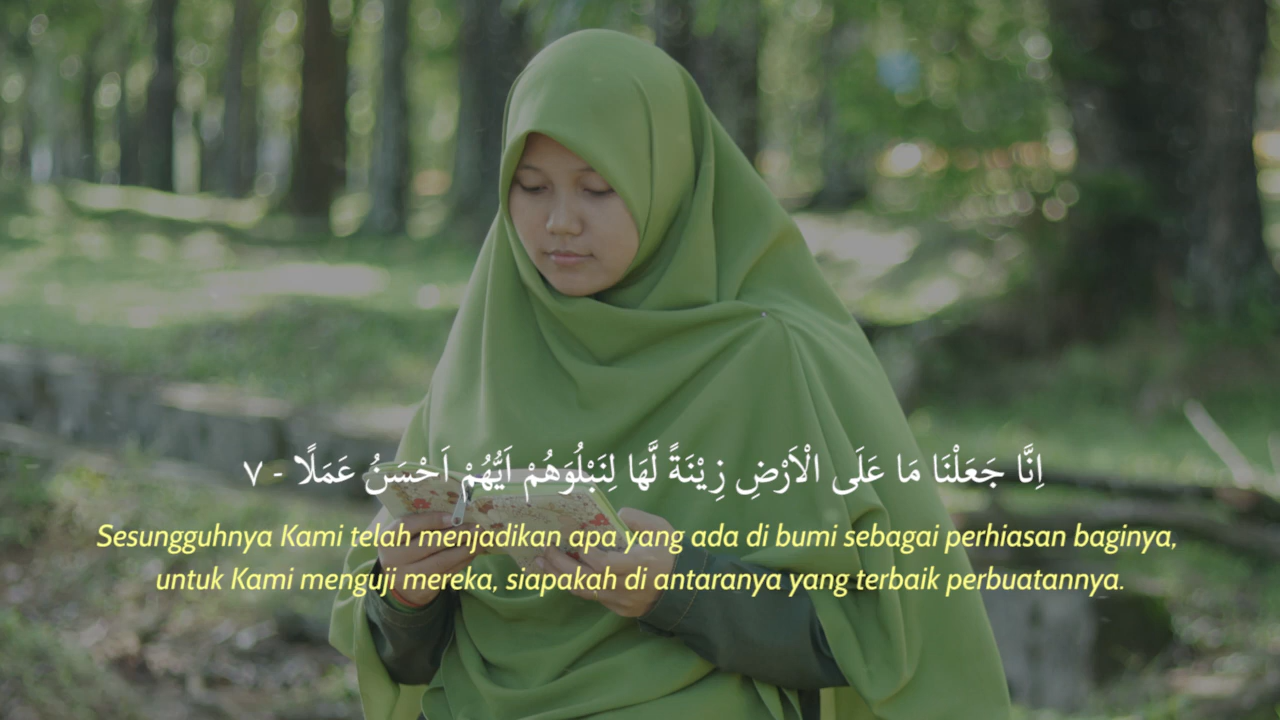 اِنَّا جَعَلْنَا مَا عَلَى الْاَرْضِ زِيْنَةً لَّهَا لِنَبْلُوَهُمْ اَيُّهُمْ اَحْسَنُ عَمَلًا - ٧
Sesungguhnya Kami telah menjadikan apa yang ada di bumi sebagai perhiasan baginya,
untuk Kami menguji mereka, siapakah di antaranya yang terbaik perbuatannya.